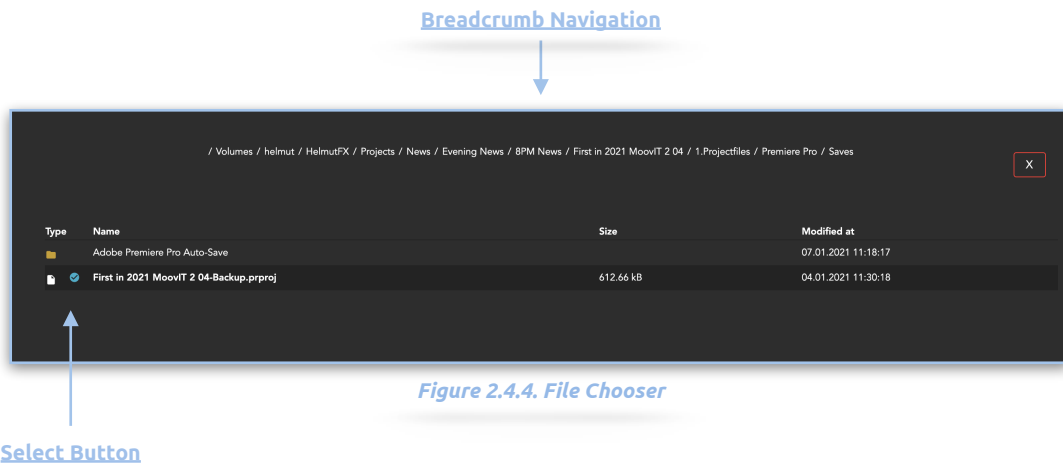 Breadcrumb Navigation
/ Volumes / helmut / HelmutFX / Projects / News / Evening News / 8PM News / First in 2021 MoovIT 2 04 / 1.Projectfiles / Premiere Pro / Saves
X
Type Name Size Modified at
Adobe Premiere Pro Auto-Save 07.01.2021 11:18:17
First in 2021 MoovIT 2 04-Backup.prproj 612.66 kB 04.01.2021 11:30:18
Figure 2.4.4. File Chooser
Select Button